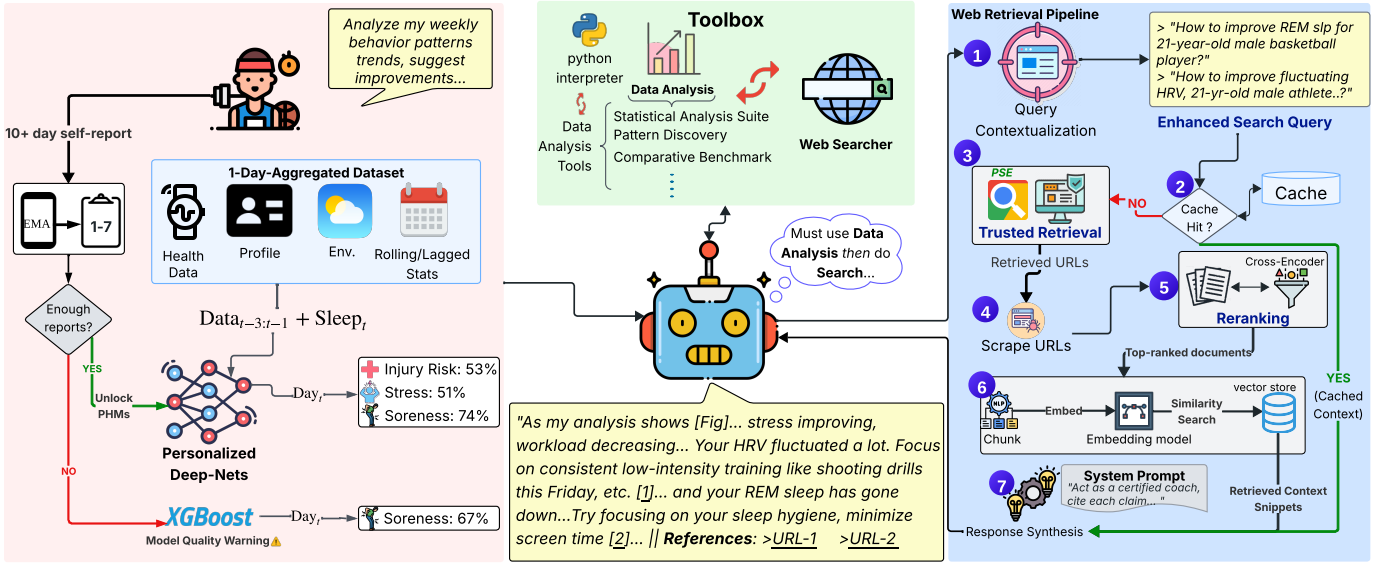 Analyze my weekly
behavior patterns
trends, suggest
improvements...
10+ day self-report
EMA
1-7
1-Day-Aggregated Dataset
Health
Data
Profile
Env.
Rolling/Lagged
Stats
Enough
reports?
Data t-3:t-1 + Sleep t
YES
Unlock
PHMs
NO
Personalized
Deep-Nets
Day t
Injury Risk: 53%
Stress: 51%
Soreness: 74%
XGBoost
Model Quality Warning
Day t
Soreness: 67%
Toolbox
python
interpreter
Data Analysis
Data
Analysis
Tools
Statistical Analysis Suite
Pattern Discovery
Comparative Benchmark
Web Searcher
Must use Data
Analysis then do
Search...
"As my analysis shows [Fig]... stress improving,
workload decreasing... Your HRV fluctuated a lot. Focus
on consistent low-intensity training like shooting drills
this Friday, etc. [1]... and your REM sleep has gone
down...Try focusing on your sleep hygiene, minimize
screen time [2]... || References: >URL-1 >URL-2
Web Retrieval Pipeline
1
Query
Contextualization
> "How to improve REM slp for
21-year-old male basketball
player?"
> "How to improve fluctuating
HRV, 21-yr-old male athlete..?"
Enhanced Search Query
2
Cache
Hit ?
Cache
NO
3
PSE
Trusted Retrieval
Retrieved URLs
4
Scrape URLs
5
Cross-Encoder
Reranking
Top-ranked documents
YES
(Cached
Context)
6
NLP
Chunk
Embed
Embedding model
Similarity
Search
vector store
7
System Prompt
"Act as a certified coach,
cite each claim.... "
Retrieved Context
Snippets
Response Synthesis